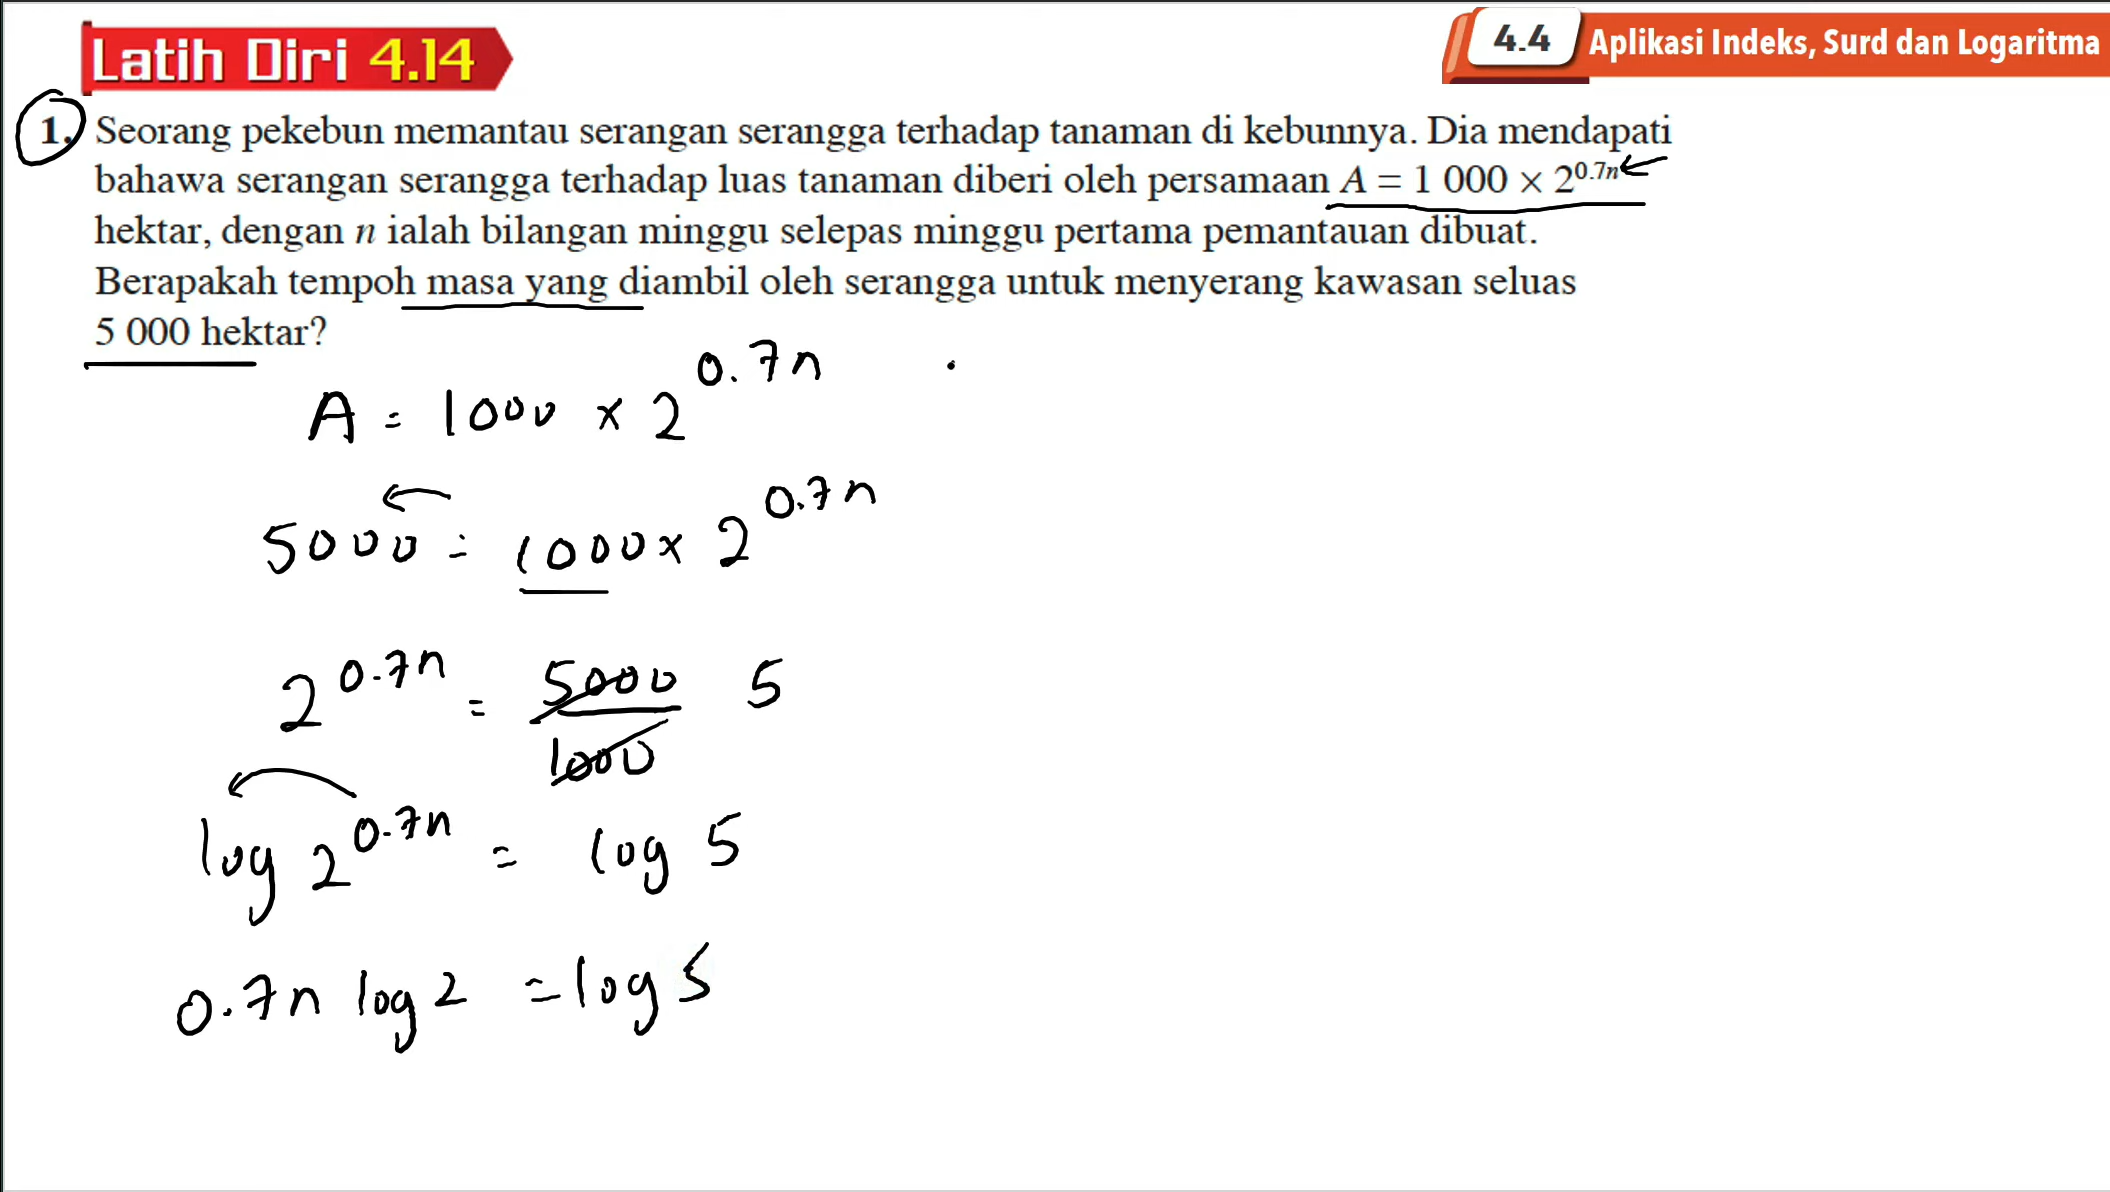 Latih Diri 4.14
4.4 Aplikasi Indeks, Surd dan Logaritma
1. Seorang pekebun memantau serangan serangga terhadap tanaman di kebunnya. Dia mendapati
bahawa serangan serangga terhadap luas tanaman diberi oleh persamaan A = 1 000 × 2^0.7n
hektar, dengan n ialah bilangan minggu selepas minggu pertama pemantauan dibuat.
Berapakah tempoh masa yang diambil oleh serangga untuk menyerang kawasan seluas
5 000 hektar?
A = 1000 × 2^0.7n
5000 = 1000 × 2^0.7n
2^0.7n = 5000/1000 5
log 2^0.7n = log 5
0.7n log 2 = log 5